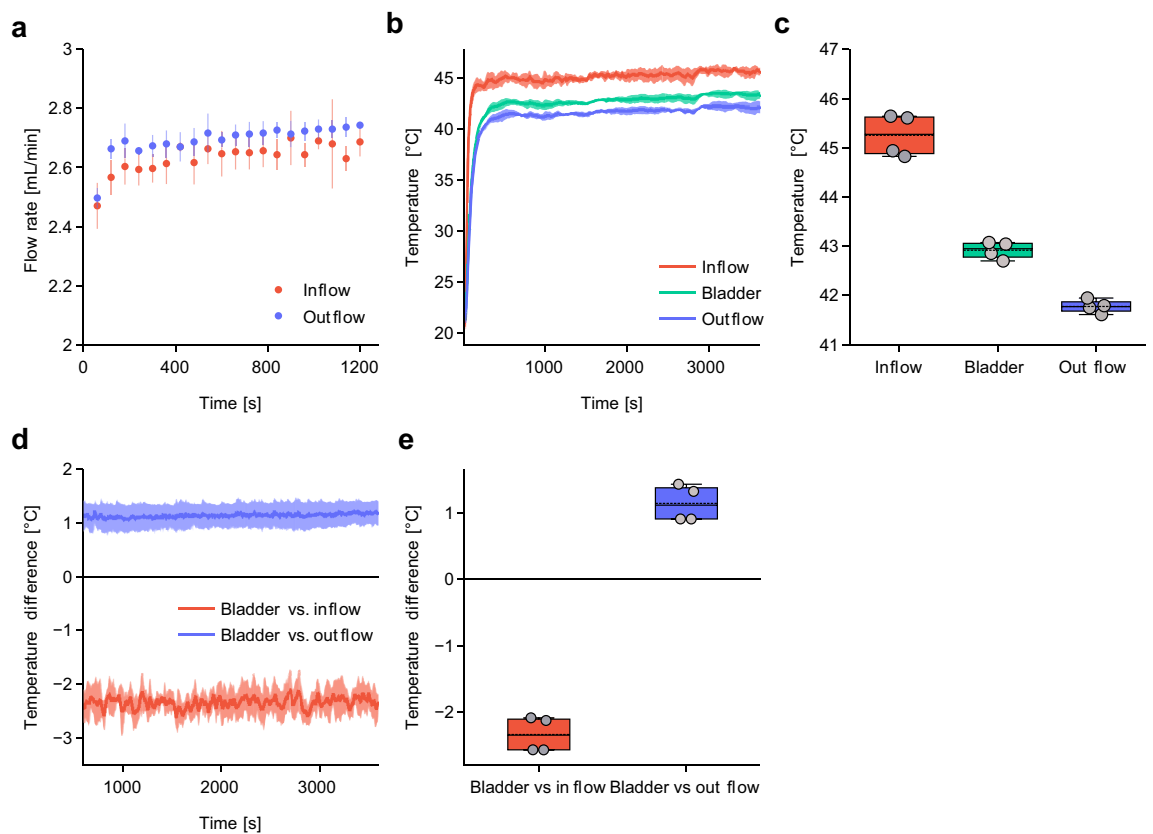 a
Flow rate [mL/min]
3
2.8
2.6
2.4
2.2
2
0
400
800
1200
Time [s]
Inflow
Outflow
b
Temperature [°C]
45
40
35
30
25
20
1000
2000
3000
Time [s]
Inflow
Bladder
Outflow
c
Temperature [°C]
47
46
45
44
43
42
41
Inflow
Bladder
Out flow
d
Temperature difference [°C]
2
1
0
−1
−2
−3
1000
2000
3000
Time [s]
Bladder vs. inflow
Bladder vs. outflow
e
Temperature difference [°C]
1
0
−1
−2
Bladder vs in flow
Bladder vs out flow